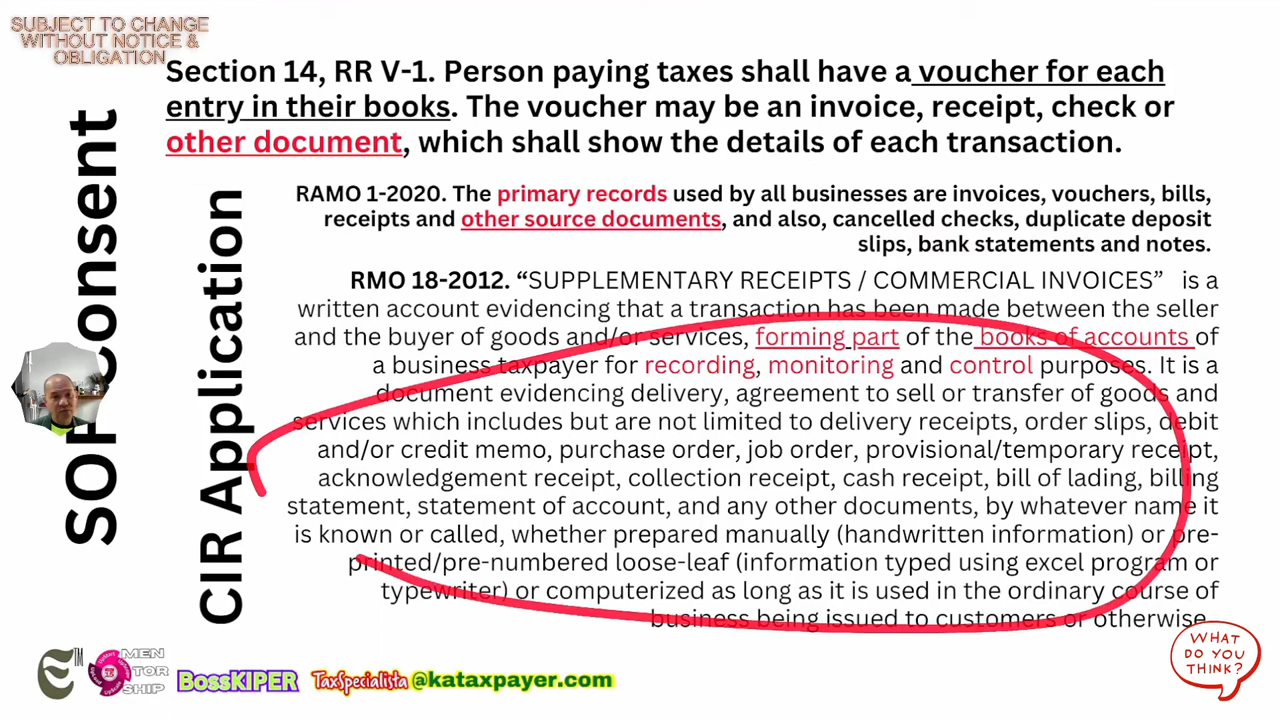 SUBJECT TO CHANGE
WITHOUT NOTICE &
OBLIGATION
Section 14, RR V-1. Person paying taxes shall have a voucher for each
entry in their books. The voucher may be an invoice, receipt, check or
other document, which shall show the details of each transaction.
SOP Consent
CIR Application
RAMO 1-2020. The primary records used by all businesses are invoices, vouchers, bills,
receipts and other source documents, and also, cancelled checks, duplicate deposit
slips, bank statements and notes.
RMO 18-2012. “SUPPLEMENTARY RECEIPTS / COMMERCIAL INVOICES” is a
written account evidencing that a transaction has been made between the seller
and the buyer of goods and/or services, forming part of the books of accounts of
a business taxpayer for recording, monitoring and control purposes. It is a
document evidencing delivery, agreement to sell or transfer of goods and
services which includes but are not limited to delivery receipts, order slips, debit
and/or credit memo, purchase order, job order, provisional/temporary receipt,
acknowledgement receipt, collection receipt, cash receipt, bill of lading, billing
statement, statement of account, and any other documents, by whatever name it
is known or called, whether prepared manually (handwritten information) or pre-
printed/pre-numbered loose-leaf (information typed using excel program or
typewriter) or computerized as long as it is used in the ordinary course of
business being issued to customers or otherwise.
TM
MEN
TOR
SHIP
BossKIPER
TaxSpecialista @kataxpayer.com
WHAT
DO YOU
THINK?